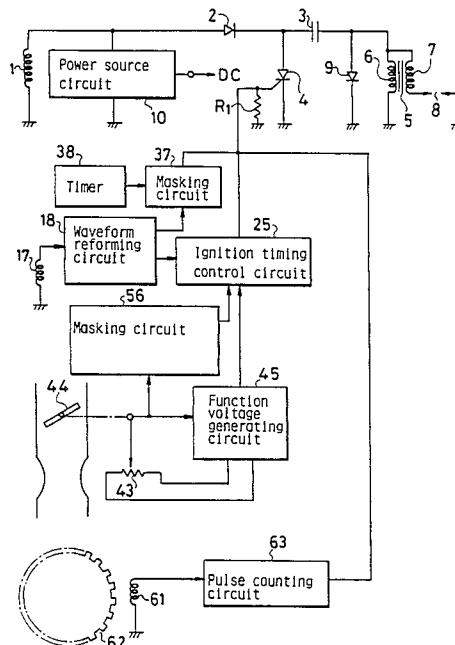 2
3
1
Power source
circuit
DC
10
R1
4
9
6
7
5
8
38
37
Timer
Masking
circuit
18
25
Waveform
reforming
circuit
Ignition timing
control circuit
17
56
Masking circuit
44
45
Function
voltage
generating
circuit
43
63
61
Pulse counting
circuit
62